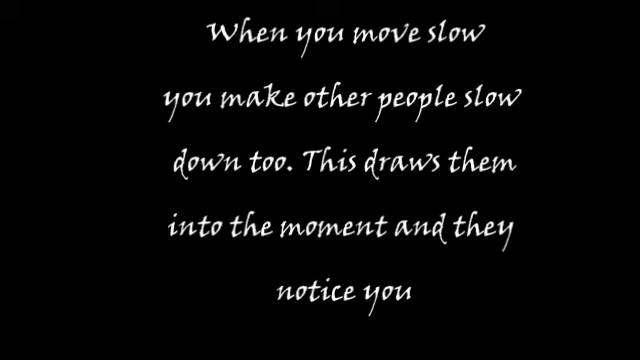 When you move slow
you make other people slow
down too. This draws them
into the moment and they
notice you